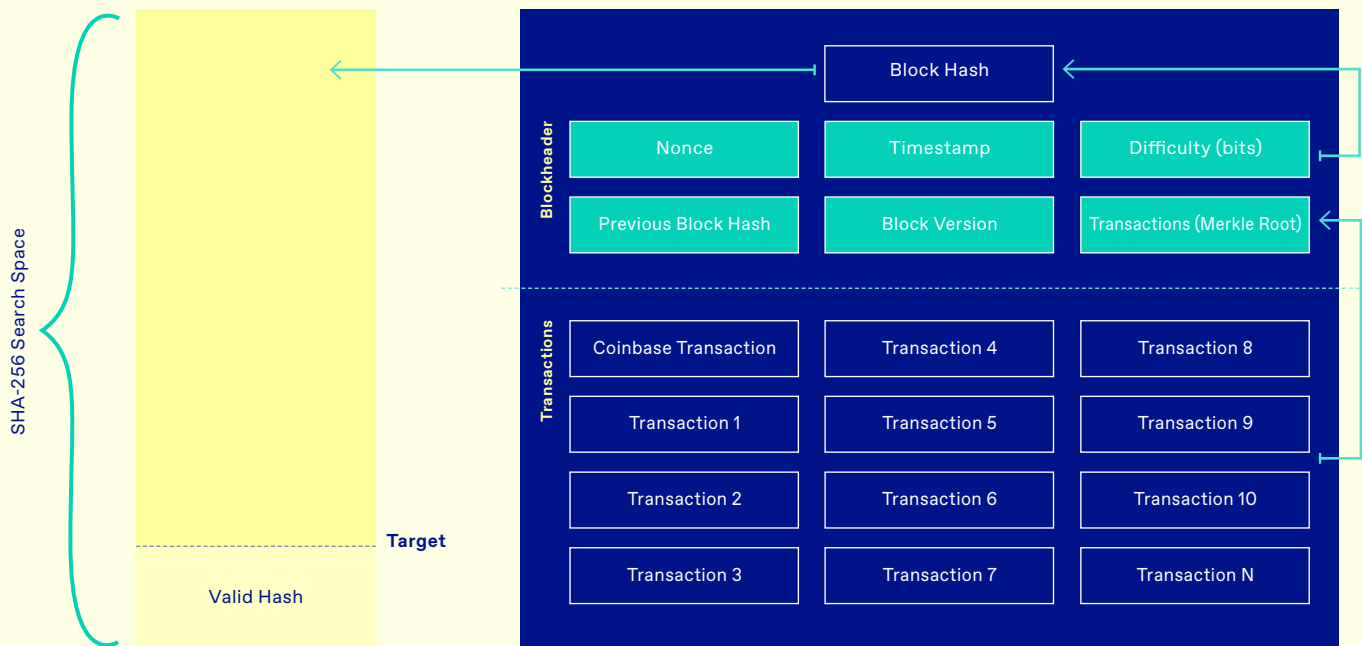 SHA-256 Search Space
Target
Valid Hash
Block Hash
Blockheader
Nonce
Timestamp
Difficulty (bits)
Previous Block Hash
Block Version
Transactions (Merkle Root)
Transactions
Coinbase Transaction
Transaction 4
Transaction 8
Transaction 1
Transaction 5
Transaction 9
Transaction 2
Transaction 6
Transaction 10
Transaction 3
Transaction 7
Transaction N